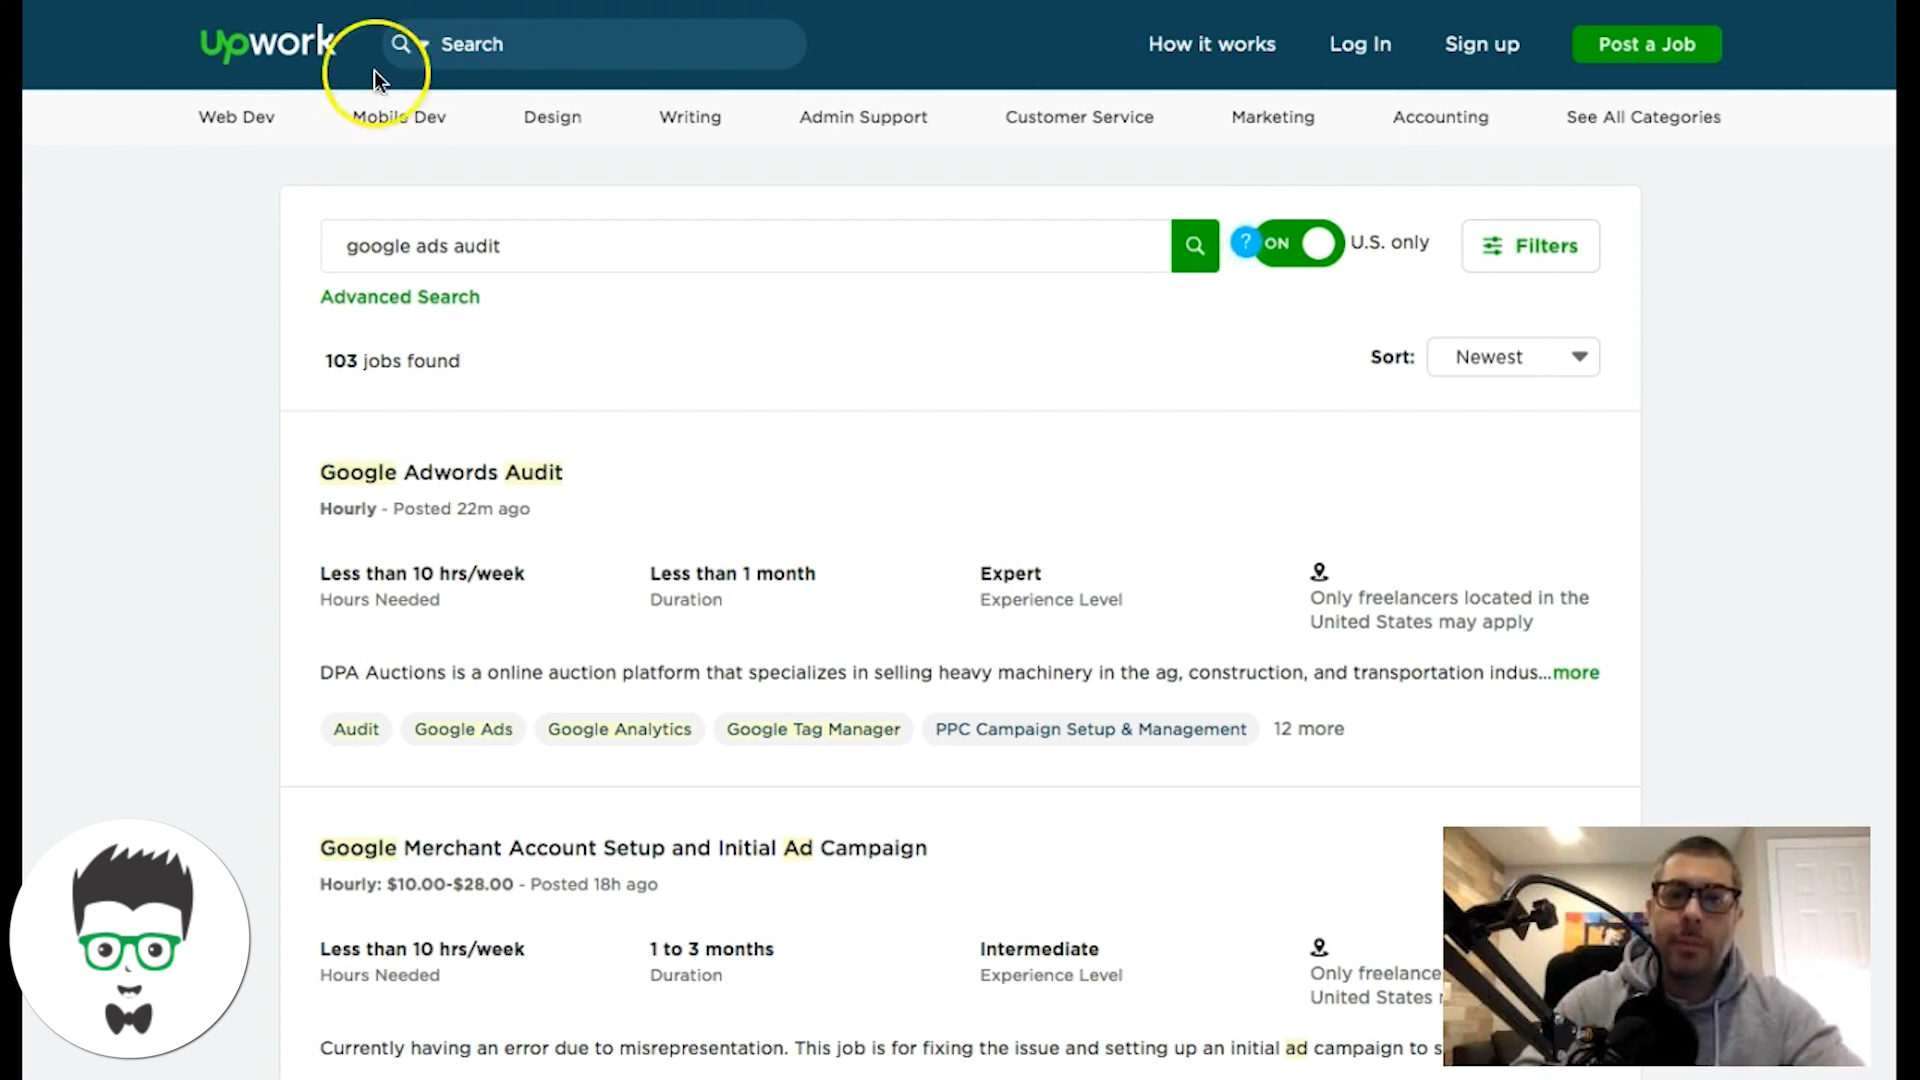 Upwork Search How it works Log In Sign up Post a Job
Web Dev Mobile Dev Design Writing Admin Support Customer Service Marketing Accounting See All Categories
google ads audit ? ON U.S. only Filters
Advanced Search
103 jobs found Sort: Newest
Google Adwords Audit
Hourly - Posted 22m ago
Less than 10 hrs/week Less than 1 month Expert
Hours Needed Duration Experience Level Only freelancers located in the
United States may apply
DPA Auctions is a online auction platform that specializes in selling heavy machinery in the ag, construction, and transportation indus...more
Audit Google Ads Google Analytics Google Tag Manager PPC Campaign Setup & Management 12 more
Google Merchant Account Setup and Initial Ad Campaign
Hourly: $10.00-$28.00 - Posted 18h ago
Less than 10 hrs/week 1 to 3 months Intermediate
Hours Needed Duration Experience Level Only freelance
United States
Currently having an error due to misrepresentation. This job is for fixing the issue and setting up an initial ad campaign to s